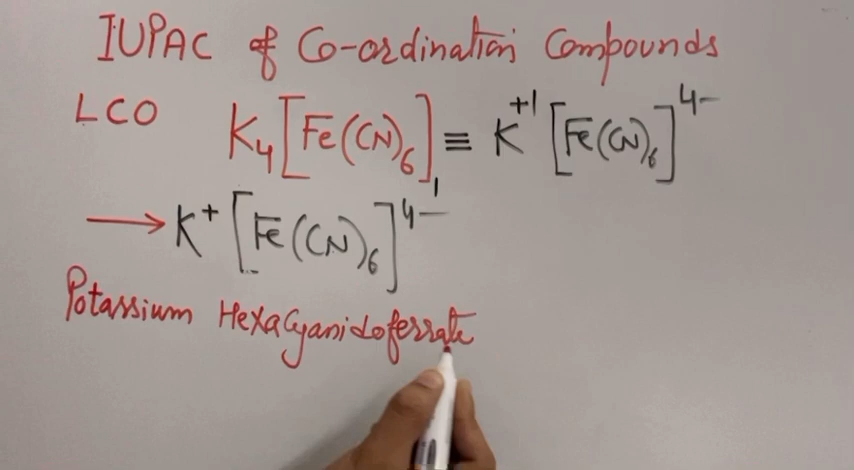 IUPAC of Co-ordination Compounds
LCO K₄[Fe(CN)₆]₁ ≡ K⁺¹ [Fe(CN)₆]⁴⁻
⟶ K⁺ [Fe(CN)₆]⁴⁻
Potassium HexaCyanidoferrate